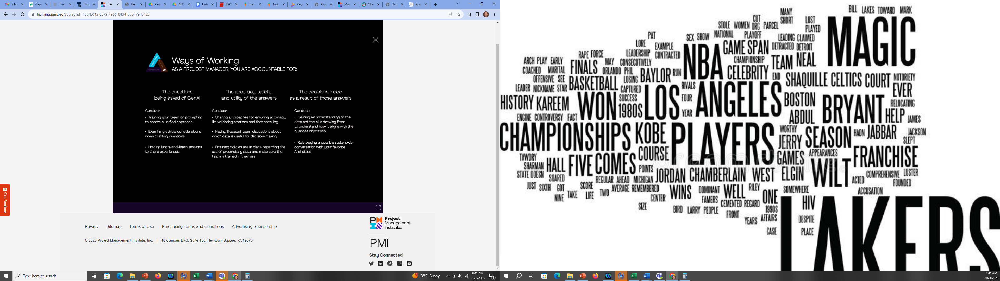 Inbo
Cap
The
Tho
Gen
Pers
AI K
Unti
ESP
Inst
Inst
Page
Proc
Mor
Clie
Oct
Stra
learning.pmi.org/course?id=48c7b04a-0e79-4956-8434-b5b479ff812e
Ways of Working
AS A PROJECT MANAGER, YOU ARE ACCOUNTABLE FOR:
The questions
being asked of GenAI
Consider:
• Training your team on prompting
to create a unified approach
• Examining ethical considerations
when crafting questions
• Holding lunch-and-learn sessions
to share experiences
The accuracy, safety,
and utility of the answers
Consider:
• Sharing approaches for ensuring accuracy,
like validating citations and fact checking
• Having frequent team discussions about
which data is useful for decision-making
• Ensuring policies are in place regarding the
use of proprietary data and make sure the
team is trained in their use
The decisions made
as a result of those answers
Consider:
• Gaining an understanding of the
data set the AI is drawing from
to understand how it aligns with the
business objectives
• Role playing a possible stakeholder
conversation with your favorite
AI chatbot
Give Feedback
Privacy Sitemap Terms of Use Purchasing Terms and Conditions Advertising Sponsorship
© 2023 Project Management Institute, Inc. | 18 Campus Blvd, Suite 150, Newtown Square, PA 19073
Project
Management
Institute.
PMI
Stay Connected
Type here to search
58°F Sunny
8:41 AM
10/3/2023
BILL LAKES TOWARD MARK
MANY
SHORT
CUT
LOST
PLAYED
STOLE WOMEN ORG PARCEL
MAGIC
PAT
SEX SHOW NATIONAL PLAYOFF LEADING CLAIMED
LORE EXAMPLE
NBA GAME SPAN DETRACTED DETROIT
RAPE FORCE LEADERSHIP CONTRACTED
CHAMPIONSHIP TEAM NEAL
ARCH PLAY EARLY FINALS MAY CONSECUTIVELY
COACHED MARITAL ORLANDO PHIL BAYLOR RUN CELEBRITY END
SHAQUILLE CELTICS COURT NOTORIETY
OFFENSIVE SEE BASKETBALL LOSING
LEADER NICKNAME STAR CAPTURED RIVALS
LOS ANGELES EVER
HISTORY KAREEM WON SUCCESS FOUR BOSTON BRYANT RELOCATING
1980S YEAR ABDUL HELP JAMES
ENGINE CONTROVERSY FACT
CHAMPIONSHIPS KOBE PLAYERS WORTHY SEASON HADN JABBAR JACKSON
JERRY SLEPT
COURSE APPEARANCES
TAWDRY HALL FIVE COMES GAMES WILT FRANCHISE
SHARMAN
STATE DOESN POINTS JORDAN CHAMBERLAIN WEST ELGIN COMPREHENSIVE LUSTER
SOARED REGULAR AHEAD MICHIGAN ACTED FOUNDED
JUST SIXTH GOT SCORE AVERAGE REMEMBERED WINS DOMINANT WELL RILEY SOMEWHERE ACCUSATION
NINE TAKE LIFE TWO CENTER FAMERS ONE
SIZE CEMENTED REGARD HIV LAKERS
BIRD LARRY PEOPLE FRONT 1990S
YEARS AFFAIRS DESPITE
CASE PLACE
8:41 AM
10/3/2023